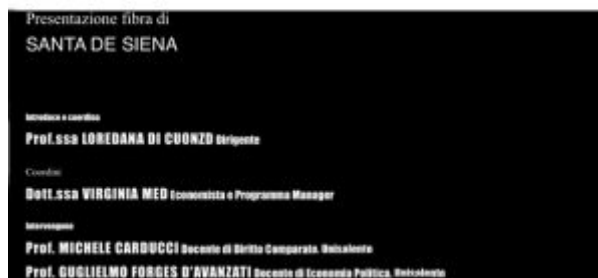 Presentazione fibra di
SANTA DE SIENA
Introduce e coordina
Prof.ssa LOREDANA DI CUONZO Dirigente
Coordini
Dott.ssa VIRGINIA MED Economista e Programma Manager
Intervengono
Prof. MICHELE CARDUCCI Docente di Diritto Comparato. Unisalento
Prof. GUGLIELMO FORGES D'AVANZATI Docente di Economia Politica. Unisalento